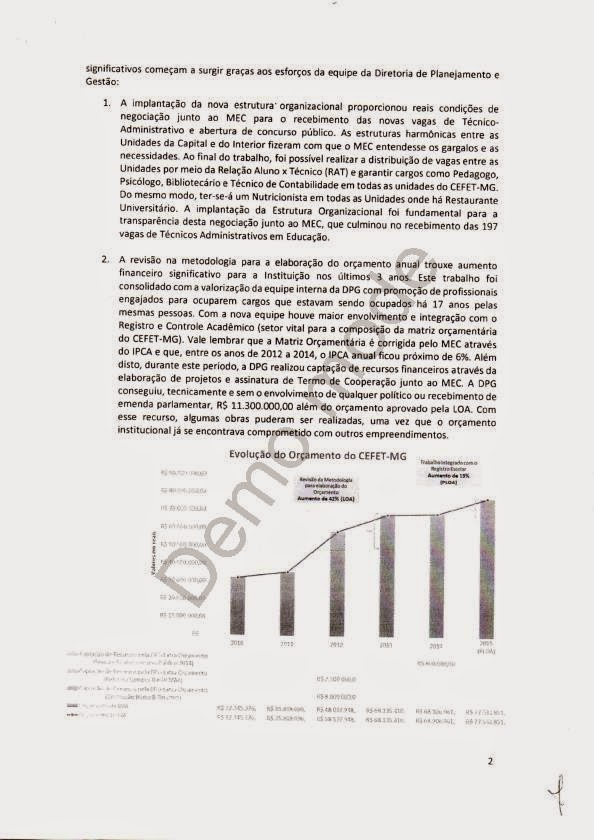 significativos começam a surgir graças aos esforços da equipe da Diretoria de Planejamento e
Gestão:
1. A implantação da nova estrutura organizacional proporcionou reais condições de
negociação junto ao MEC para o recebimento das novas vagas de Técnico-
Administrativo e abertura de concurso público. As estruturas harmônicas entre as
Unidades da Capital e do Interior fizeram com que o MEC entendesse os gargalos e as
necessidades. Ao final do trabalho, foi possível realizar a distribuição de vagas entre as
Unidades por meio da Relação Aluno x Técnico (RAT) e garantir cargos como Pedagogo,
Psicólogo, Bibliotecário e Técnico de Contabilidade em todas as unidades do CEFET-MG.
Do mesmo modo, ter-se-á um Nutricionista em todas as Unidades onde há Restaurante
Universitário. A implantação da Estrutura Organizacional foi fundamental para a
transparência desta negociação junto ao MEC, que culminou no recebimento das 197
vagas de Técnicos Administrativos em Educação.
2. A revisão na metodologia para a elaboração do orçamento anual trouxe aumento
financeiro significativo para a Instituição nos últimos 3 anos. Este trabalho foi
consolidado com a valorização da equipe interna da DPG com promoção de profissionais
engajados para ocuparem cargos que estavam sendo ocupados há 17 anos pelas
mesmas pessoas. Com a nova equipe houve maior envolvimento e integração com o
Registro e Controle Acadêmico (setor vital para a composição da matriz orçamentária
do CEFET-MG). Vale lembrar que a Matriz Orçamentária é corrigida pelo MEC através
do IPCA e que, entre os anos de 2012 a 2014, o IPCA anual ficou próximo de 6%. Além
disto, durante este período, a DPG realizou captação de recursos financeiros através da
elaboração de projetos e assinatura de Termo de Cooperação junto ao MEC. A DPG
conseguiu, tecnicamente e sem o envolvimento de qualquer político ou recebimento de
emenda parlamentar, R$ 11.300.000,00 além do orçamento aprovado pela LOA. Com
esse recurso, algumas obras puderam ser realizadas, uma vez que o orçamento
institucional já se encontrava comprometido com outros empreendimentos.
Demo mode
Evolução do Orçamento do CEFET-MG
Revisão da Metodologia
para elaboração do
Orçamento
Aumento de 42% (LOA)
Trabalho Integrado com o
Registro Escolar
Aumento de 15%
(PLOA)
Valores em reais
2010
2011
2012
2013
2014
2015
(PLOA)
2